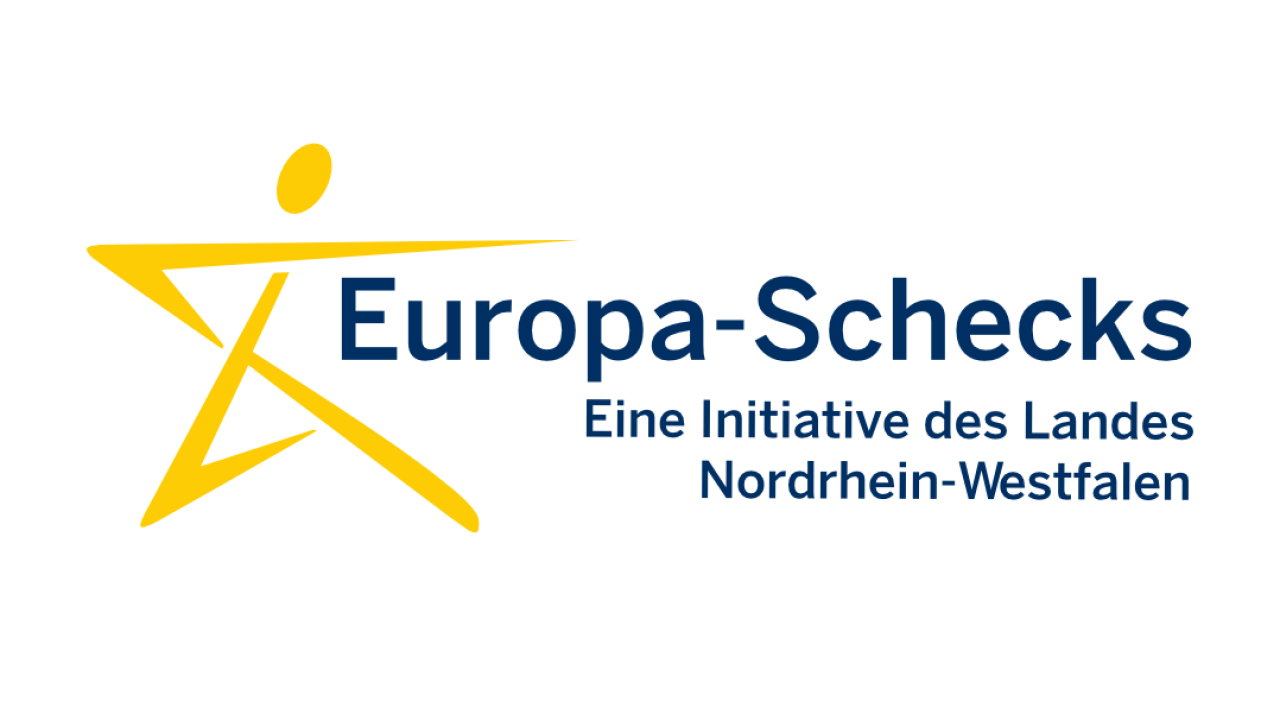 Europa-Schecks
Eine Initiative des Landes
Nordrhein-Westfalen